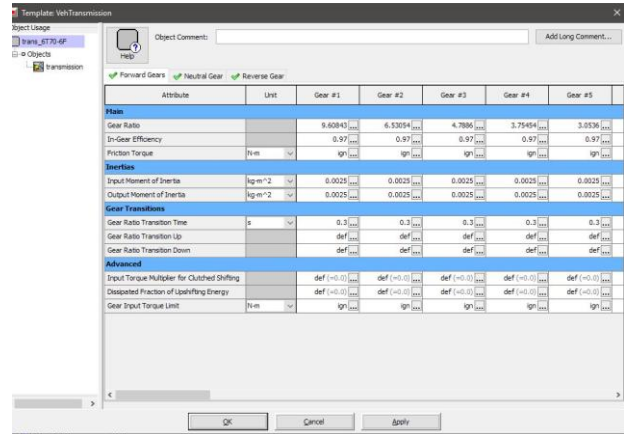 Template: VehTransmission
Object Usage
trans_6T70-6F
Objects
transmission
Help
Object Comment:
Add Long Comment...
Forward Gears Neutral Gear Reverse Gear
Attribute Unit Gear #1 Gear #2 Gear #3 Gear #4 Gear #5
Main
Gear Ratio 9.60843 ... 6.53054 ... 4.7886 ... 3.75454 ... 3.0536 ...
In-Gear Efficiency 0.97 ... 0.97 ... 0.97 ... 0.97 ... 0.97 ...
Friction Torque N-m ign ... ign ... ign ... ign ... ign ...
Inertias
Input Moment of Inertia kg-m^2 0.0025 ... 0.0025 ... 0.0025 ... 0.0025 ... 0.0025 ...
Output Moment of Inertia kg-m^2 0.0025 ... 0.0025 ... 0.0025 ... 0.0025 ... 0.0025 ...
Gear Transitions
Gear Ratio Transition Time s 0.3 ... 0.3 ... 0.3 ... 0.3 ... 0.3 ...
Gear Ratio Transition Up def ... def ... def ... def ... def ...
Gear Ratio Transition Down def ... def ... def ... def ... def ...
Advanced
Input Torque Multiplier for Clutched Shifting def (=0.0) ... def (=0.0) ... def (=0.0) ... def (=0.0) ... def (=0.0) ...
Dissipated Fraction of Upshifting Energy def (=0.0) ... def (=0.0) ... def (=0.0) ... def (=0.0) ... def (=0.0) ...
Gear Input Torque Limit N-m ign ... ign ... ign ... ign ... ign ...
OK Cancel Apply